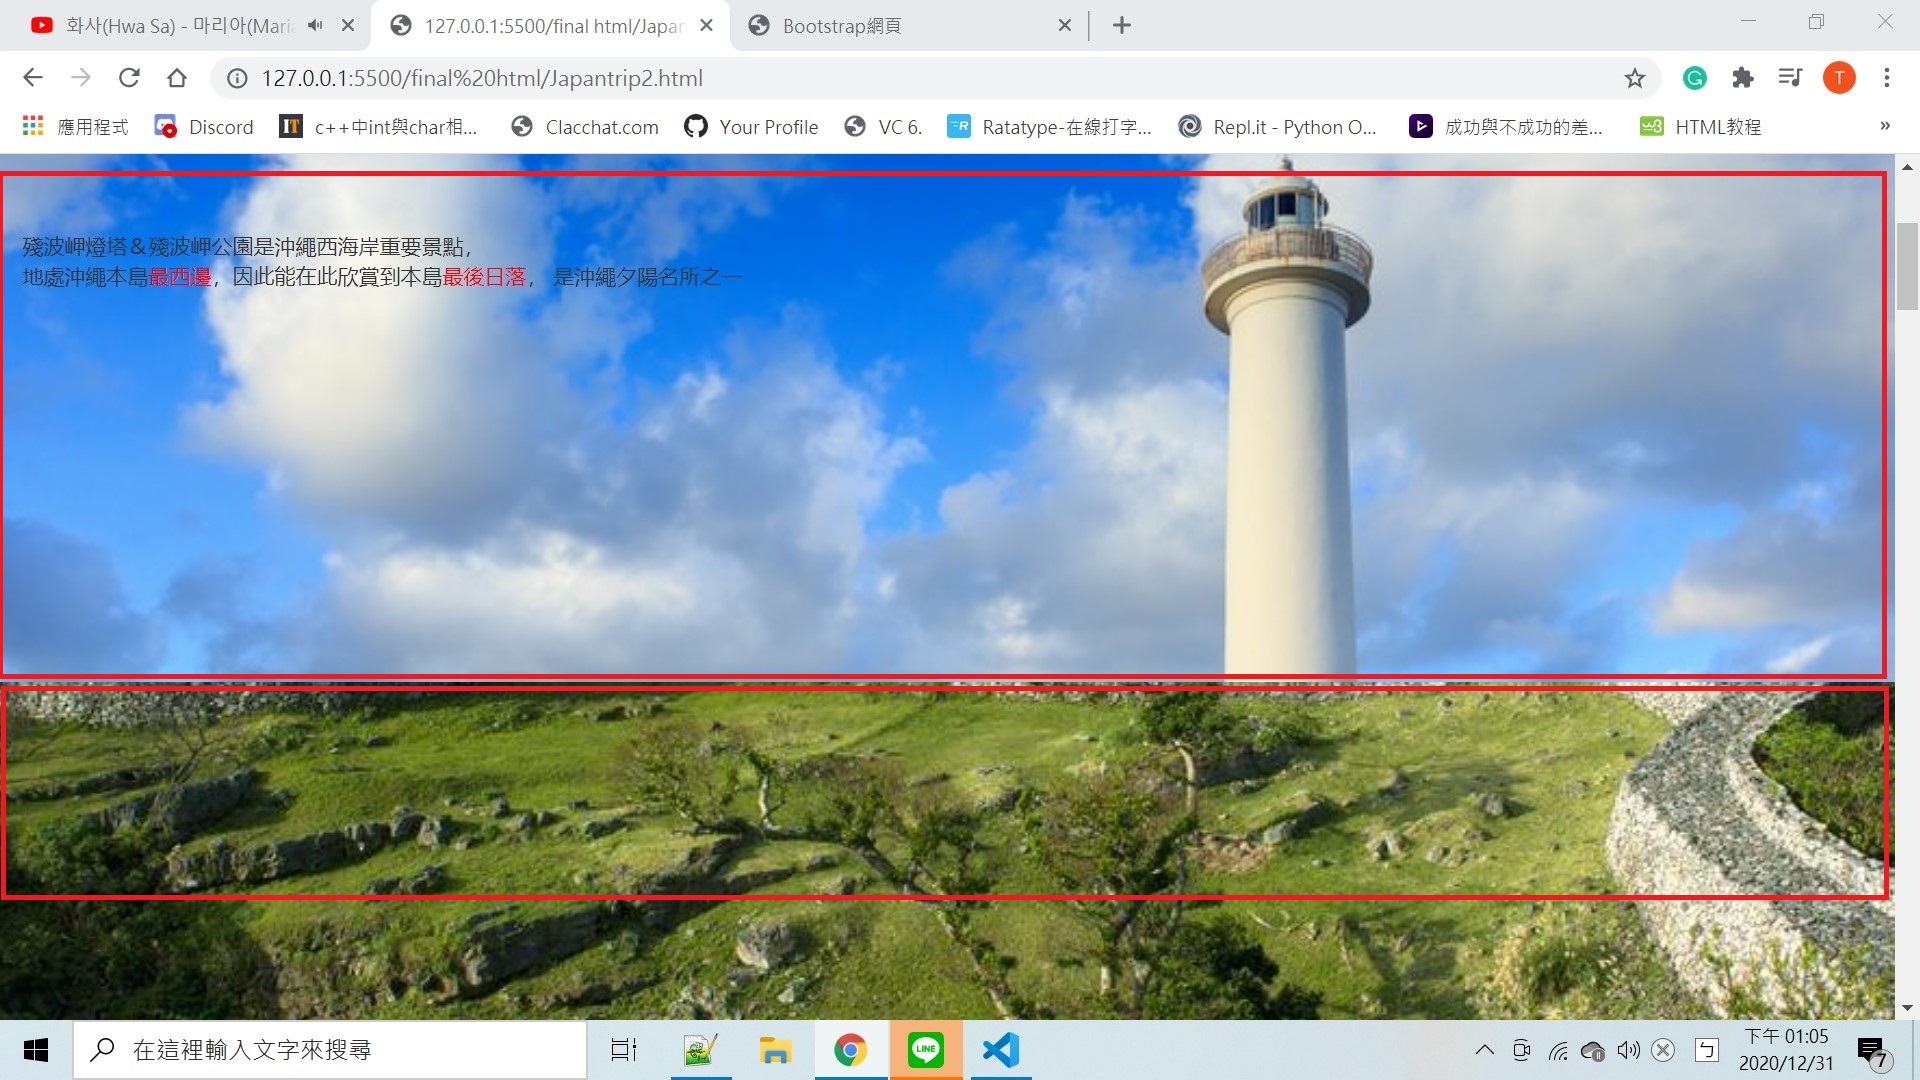 화사(Hwa Sa) - 마리아(Maria
127.0.0.1:5500/final html/Japan
Bootstrap網頁
127.0.0.1:5500/final%20html/Japantrip2.html
G
T
應用程式
Discord
IT
c++中int與char相...
Clacchat.com
Your Profile
VC 6.
Ratatype-在線打字...
Repl.it - Python O...
成功與不成功的差...
HTML教程
»
殘波岬燈塔＆殘波岬公園是沖繩西海岸重要景點，
地處沖繩本島最西邊，因此能在此欣賞到本島最後日落， 是沖繩夕陽名所之一
在這裡輸入文字來搜尋
LINE
ㄅ
下午 01:05
2020/12/31
7